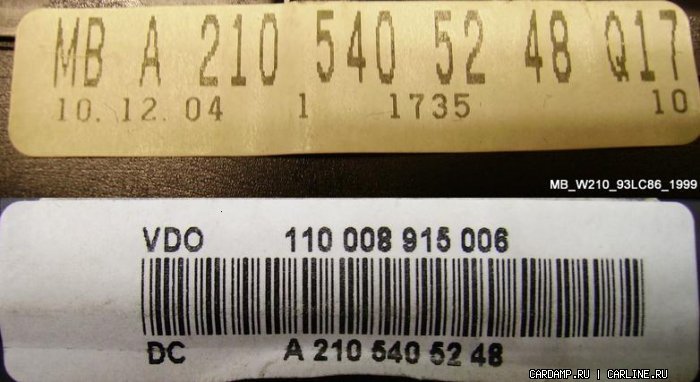 MB A 210 540 52 48 Q17
10. 12. 04 1 1735 10
MB_W210_93LC86_1999
VDO 110 008 915 006
DC A 210 540 52 48
CARDAMP.RU | CARLINE.RU